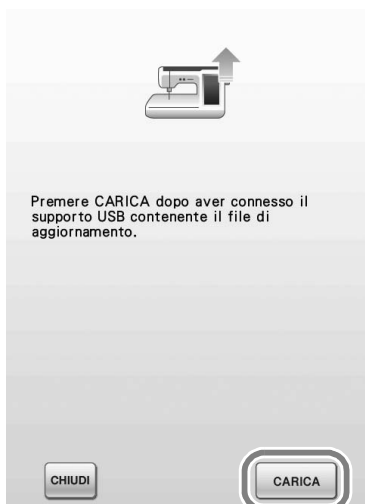 Premere CARICA dopo aver connesso il
supporto USB contenente il file di
aggiornamento.
CHIUDI
CARICA